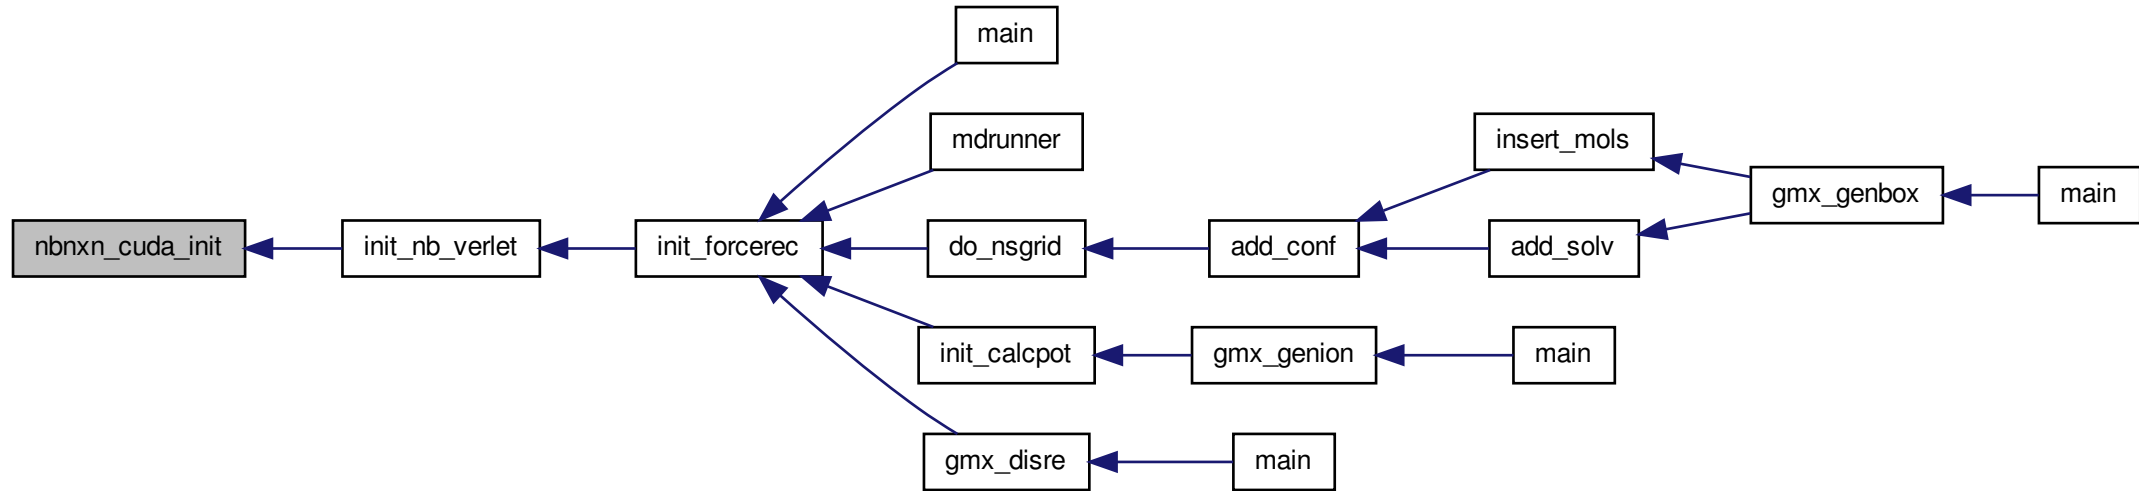 main
mdrunner
insert_mols
gmx_genbox
main
nbnxn_cuda_init
init_nb_verlet
init_forcerec
do_nsgrid
add_conf
add_solv
init_calcpot
gmx_genion
main
gmx_disre
main